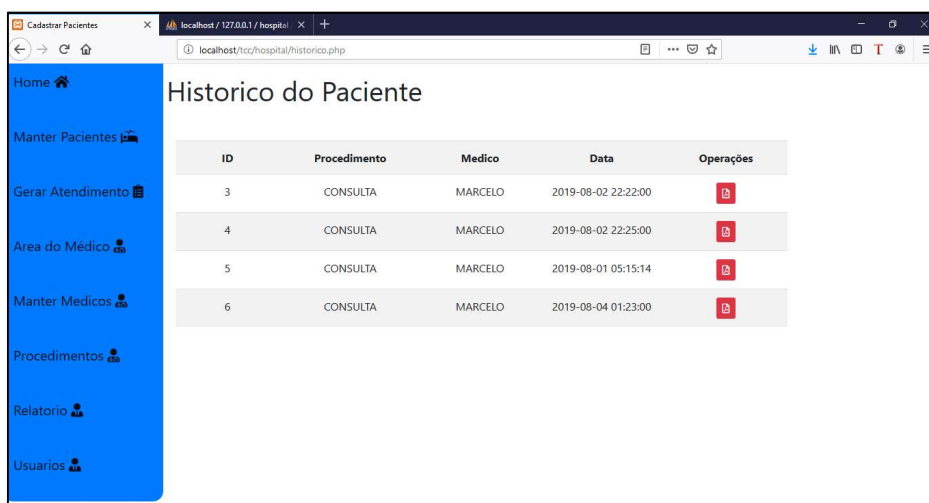 Cadastrar Pacientes
localhost / 127.0.0.1 / hospital
localhost/tcc/hospital/historico.php
Home
Manter Pacientes
Gerar Atendimento
Area do Médico
Manter Medicos
Procedimentos
Relatorio
Usuarios
Historico do Paciente
ID Procedimento Medico Data Operações
3 CONSULTA MARCELO 2019-08-02 22:22:00
4 CONSULTA MARCELO 2019-08-02 22:25:00
5 CONSULTA MARCELO 2019-08-01 05:15:14
6 CONSULTA MARCELO 2019-08-04 01:23:00